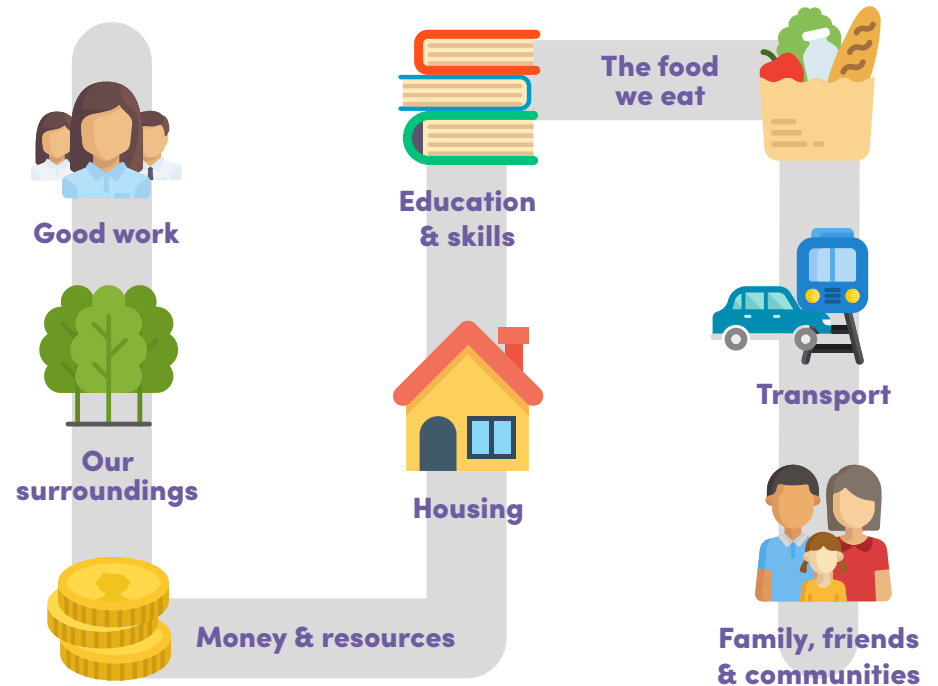 Good work
Our
surroundings
Money & resources
Housing
Education
& skills
The food
we eat
Transport
Family, friends
& communities